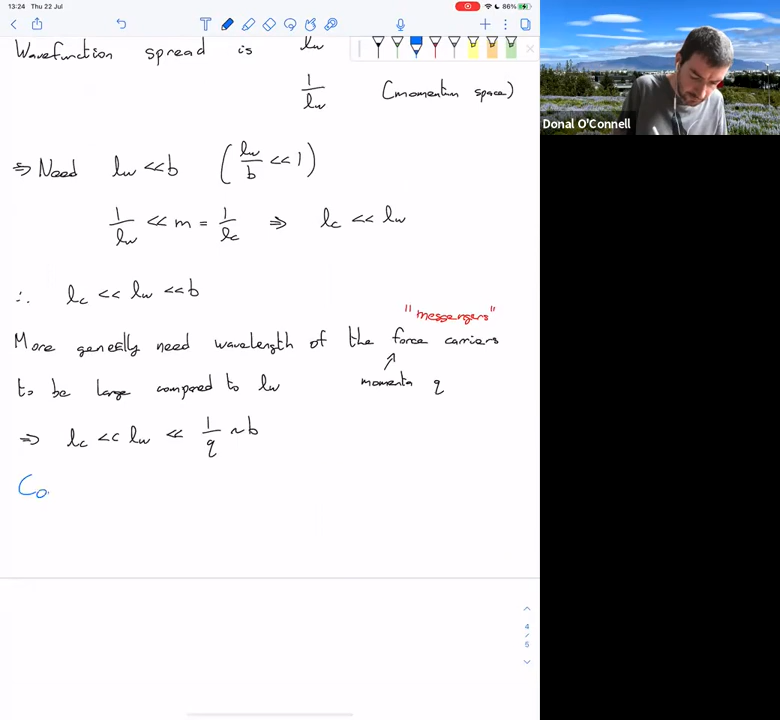 13:24 Thu 22 Jul
86%
Wavefunction spread is lw
1/lw (momentum space)
⇒ Need lw << b (lw/b << 1)
1/lw << m = 1/lc ⇒ lc << lw
∴ lc << lw << b
"messengers"
More generally need wavelength of the force carriers
to be large compared to lw
momenta q
⇒ lc << lw << 1/q ~ b
Co
4
/
5
Donal O'Connell